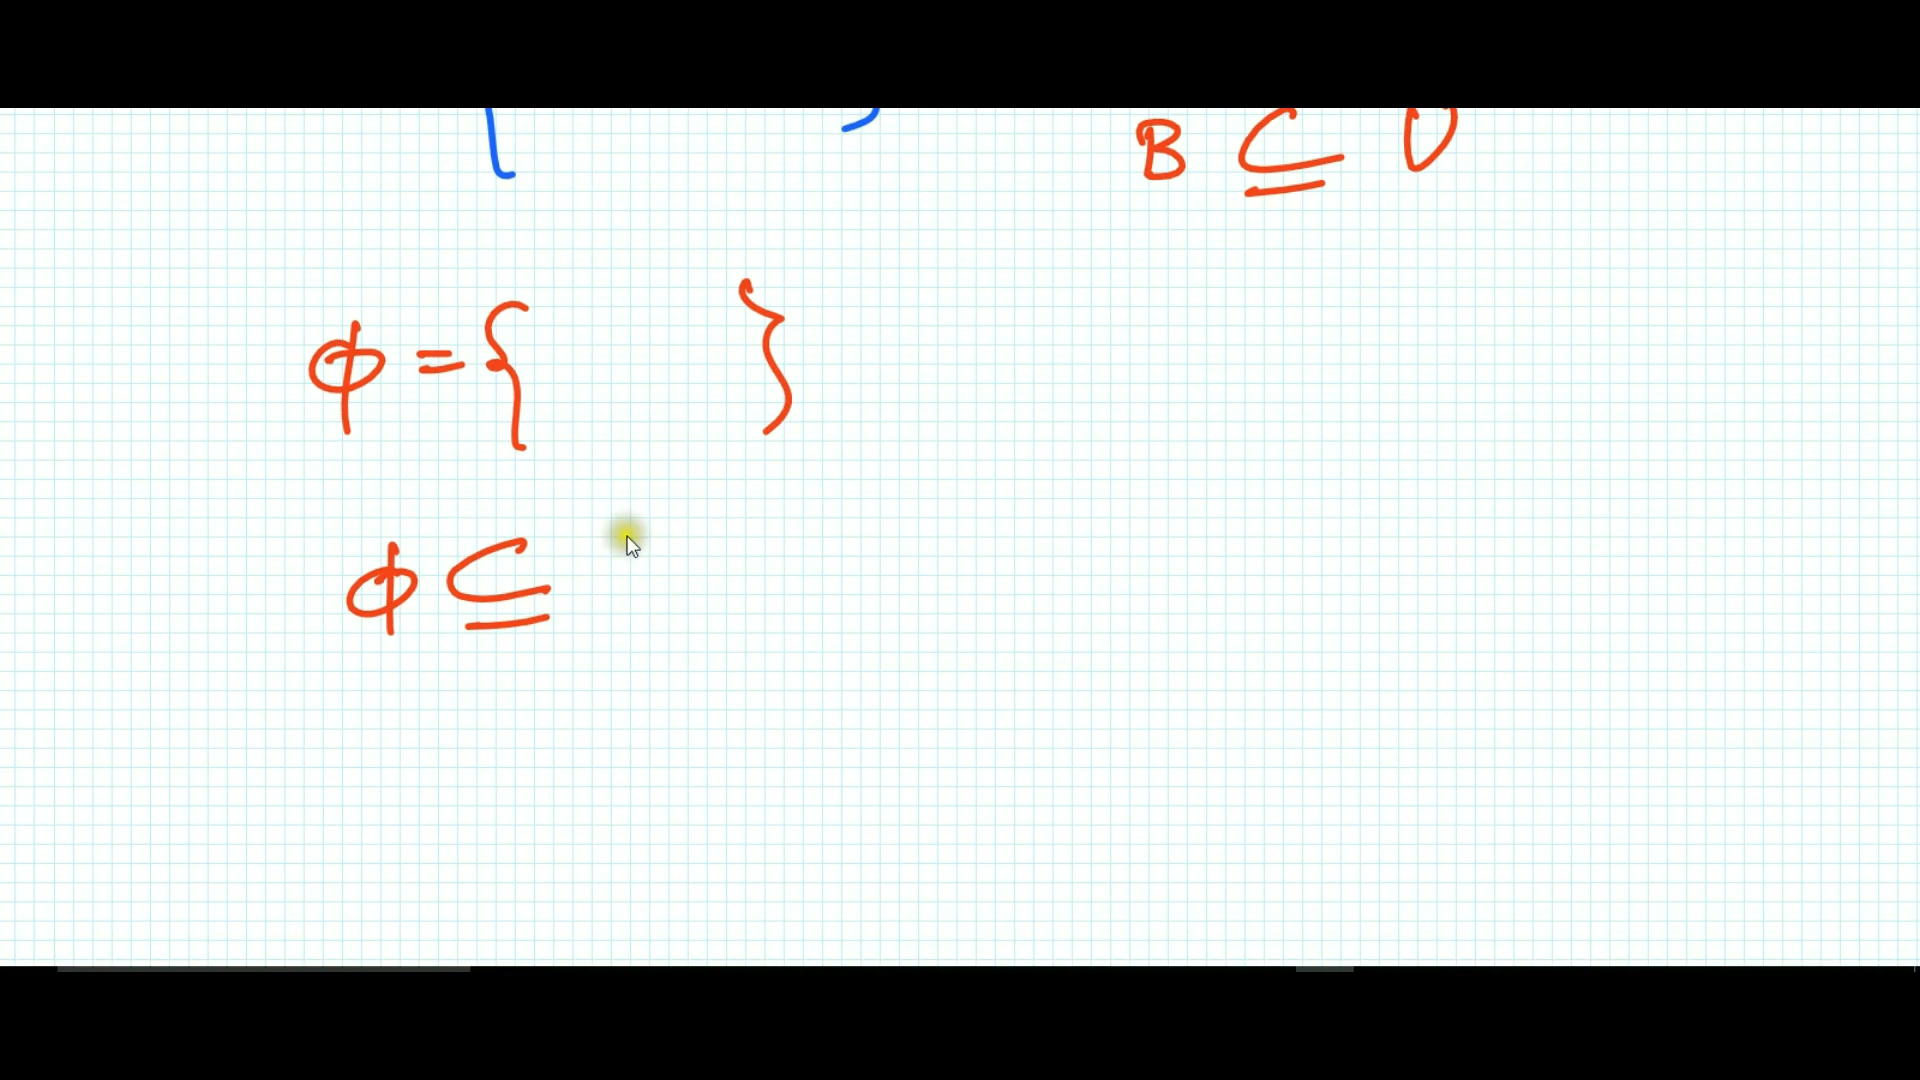 B ⊆ U
φ = { }
φ ⊆